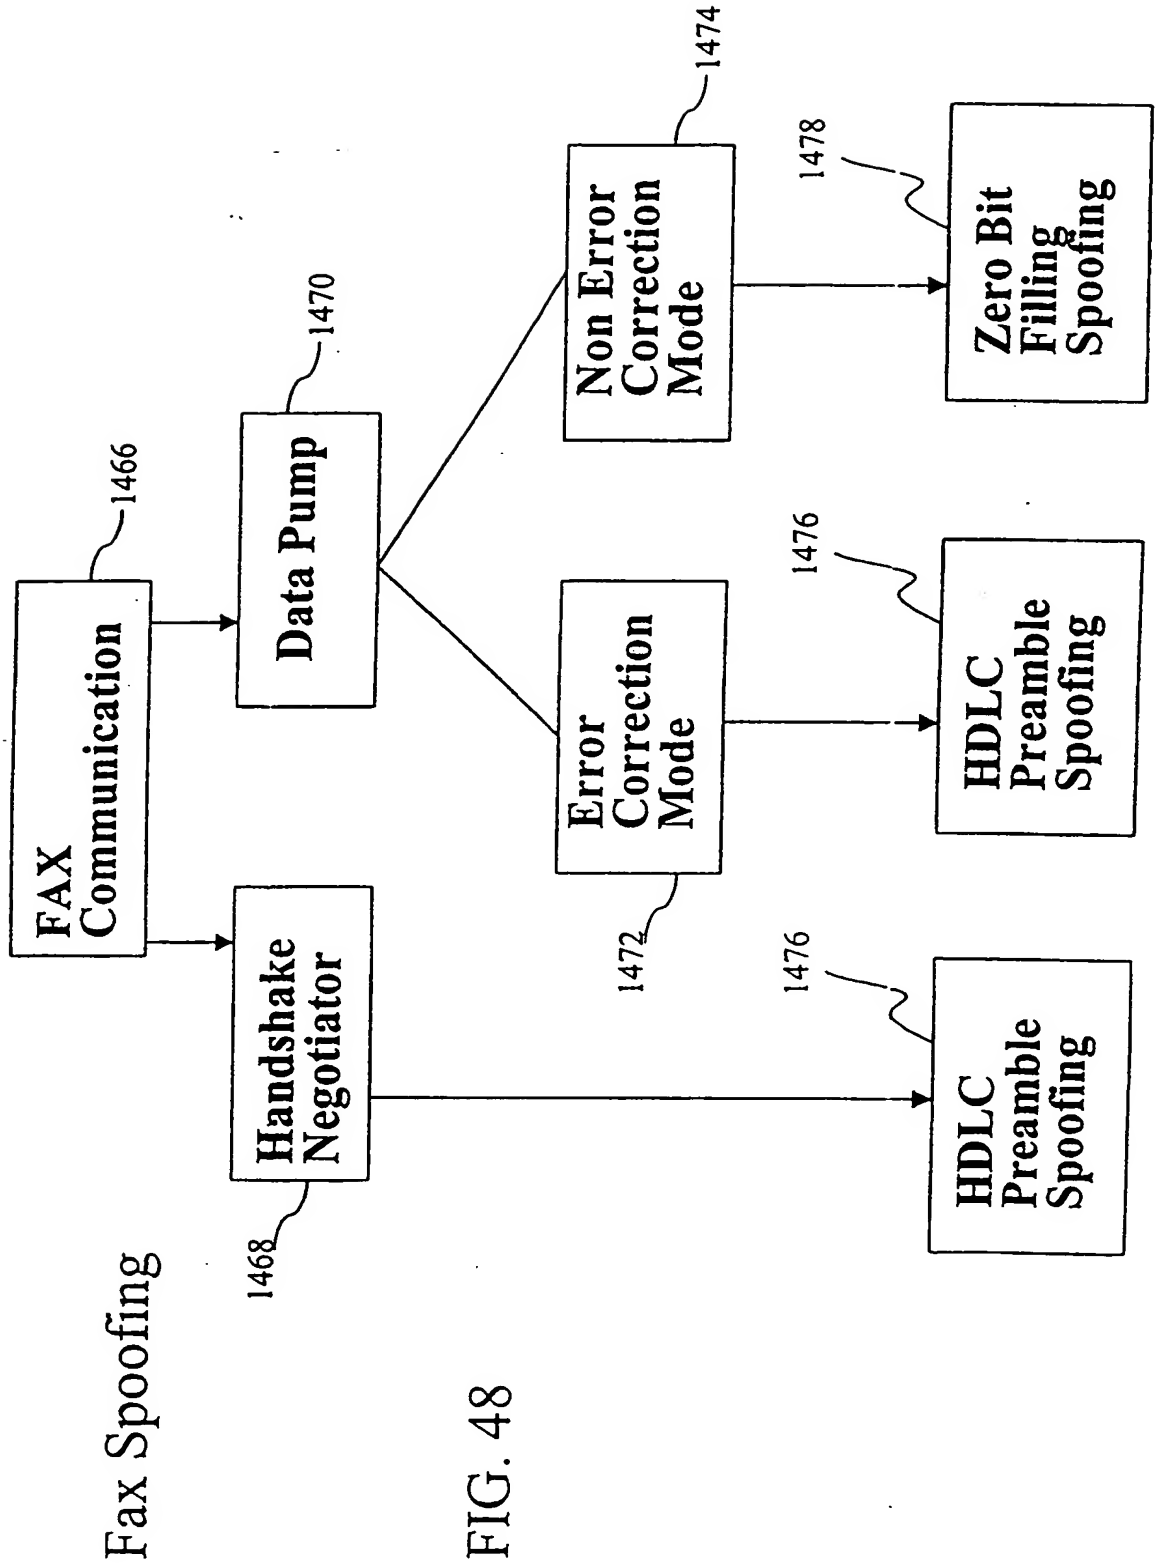 Fax Spoofing
FAX
Communication
1466
Handshake
Negotiator
1468
Data Pump
1470
Error
Correction
Mode
1472
Non Error
Correction
Mode
1474
HDLC
Preamble
Spoofing
1476
HDLC
Preamble
Spoofing
1476
Zero Bit
Filling
Spoofing
1478
FIG. 48